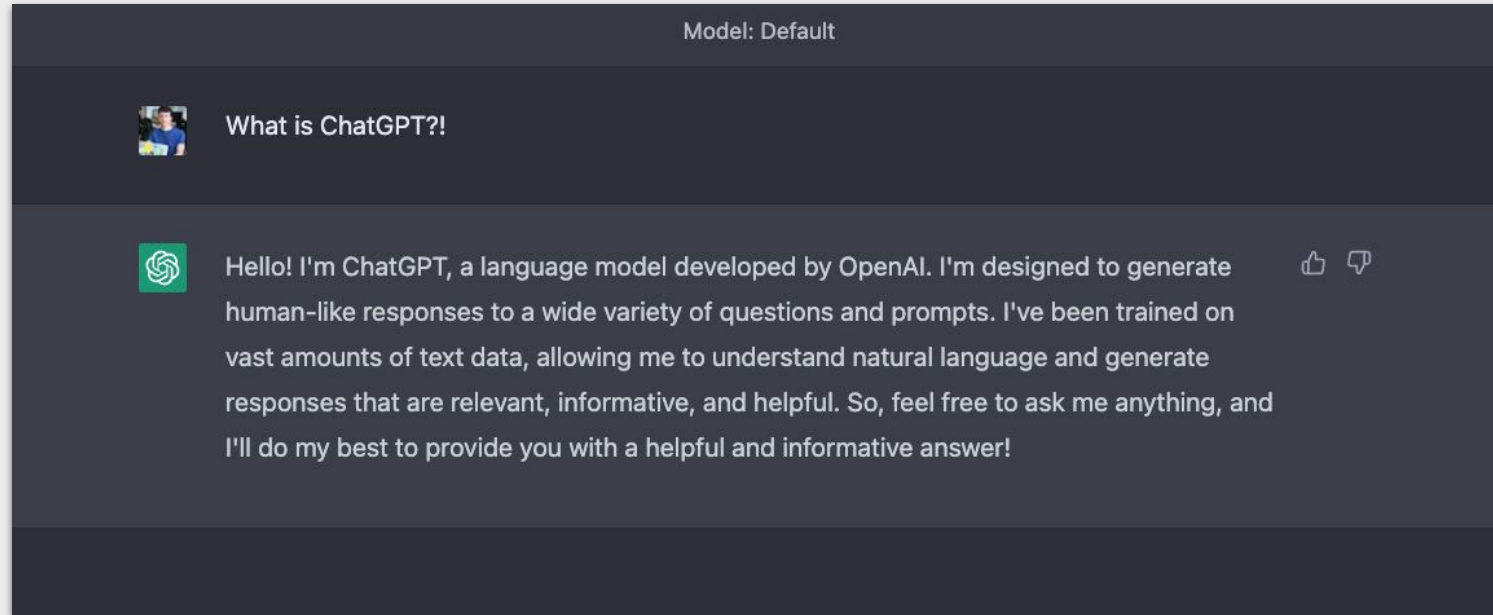 Model: Default
What is ChatGPT?!
Hello! I'm ChatGPT, a language model developed by OpenAI. I'm designed to generate
human-like responses to a wide variety of questions and prompts. I've been trained on
vast amounts of text data, allowing me to understand natural language and generate
responses that are relevant, informative, and helpful. So, feel free to ask me anything, and
I'll do my best to provide you with a helpful and informative answer!